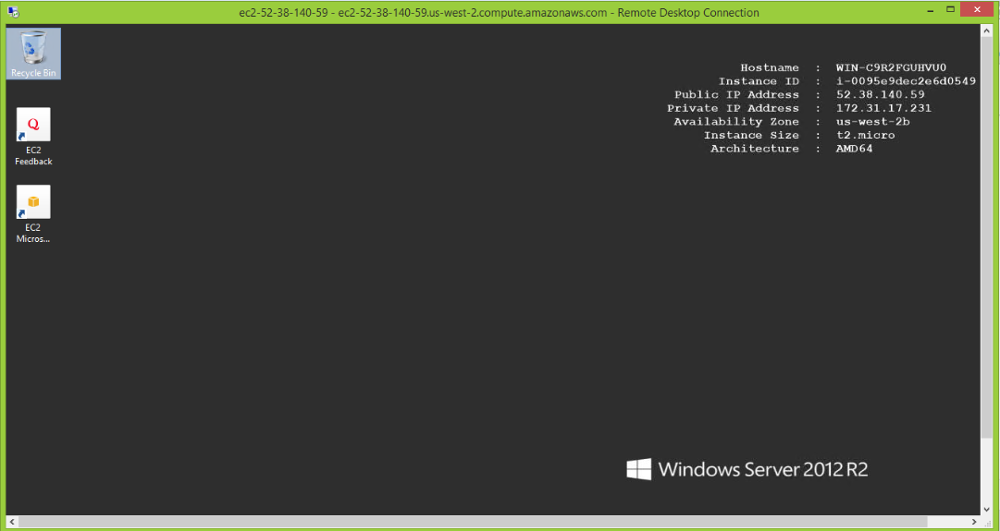 ec2-52-38-140-59 - ec2-52-38-140-59.us-west-2.compute.amazonaws.com - Remote Desktop Connection
Recycle Bin
EC2
Feedback
EC2
Micros...
Hostname : WIN-C9R2FGUHVU0
Instance ID : i-0095e9dec2e6d0549
Public IP Address : 52.38.140.59
Private IP Address : 172.31.17.231
Availability Zone : us-west-2b
Instance Size : t2.micro
Architecture : AMD64
Windows Server 2012 R2